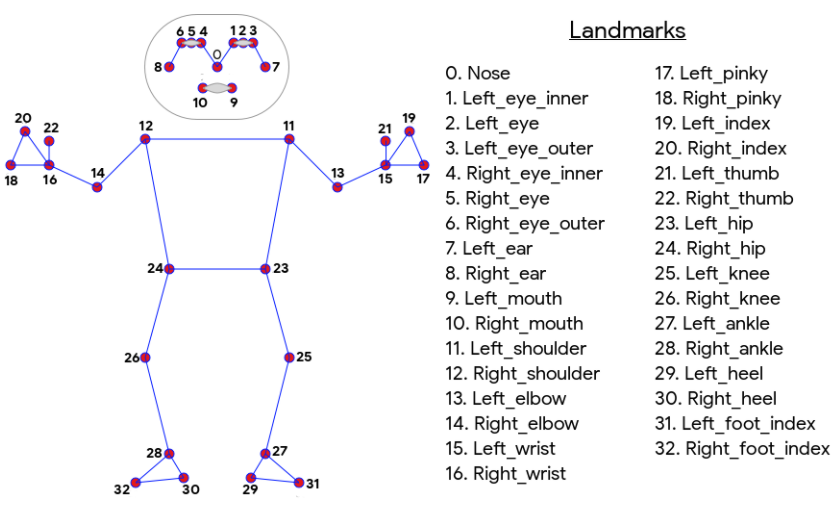 6 5 4 1 2 3
0
8 7
10 9
20 22 12 11 21 19
14 13
18 16 15 17
24 23
26 25
28 27
32 30 29 31
Landmarks
0. Nose
1. Left_eye_inner
2. Left_eye
3. Left_eye_outer
4. Right_eye_inner
5. Right_eye
6. Right_eye_outer
7. Left_ear
8. Right_ear
9. Left_mouth
10. Right_mouth
11. Left_shoulder
12. Right_shoulder
13. Left_elbow
14. Right_elbow
15. Left_wrist
16. Right_wrist
17. Left_pinky
18. Right_pinky
19. Left_index
20. Right_index
21. Left_thumb
22. Right_thumb
23. Left_hip
24. Right_hip
25. Left_knee
26. Right_knee
27. Left_ankle
28. Right_ankle
29. Left_heel
30. Right_heel
31. Left_foot_index
32. Right_foot_index